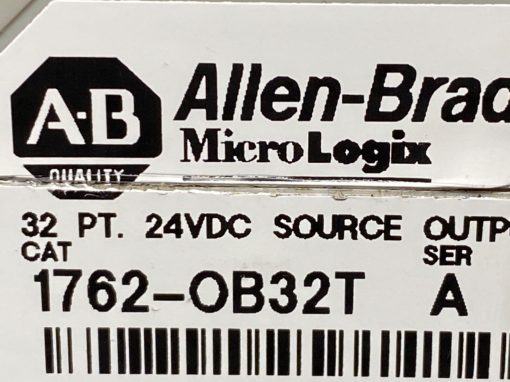 A-B
QUALITY
Allen-Brad
MicroLogix
32 PT. 24VDC SOURCE OUTP
CAT SER
1762-OB32T A